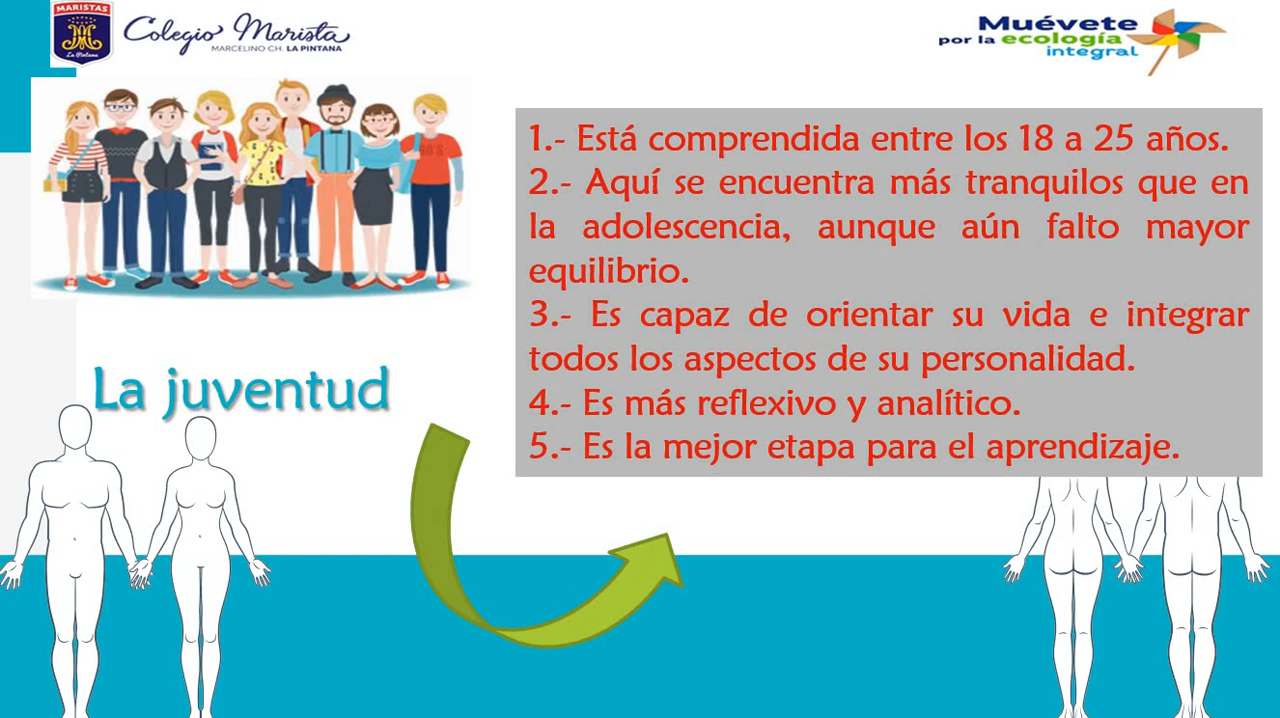 MARISTAS
La Pintana
Colegio Marista
MARCELINO CH. LA PINTANA
Muévete
por la ecología
integral
1.- Está comprendida entre los 18 a 25 años.
2.- Aquí se encuentra más tranquilos que en
la adolescencia, aunque aún falto mayor
equilibrio.
3.- Es capaz de orientar su vida e integrar
todos los aspectos de su personalidad.
4.- Es más reflexivo y analítico.
5.- Es la mejor etapa para el aprendizaje.
La juventud